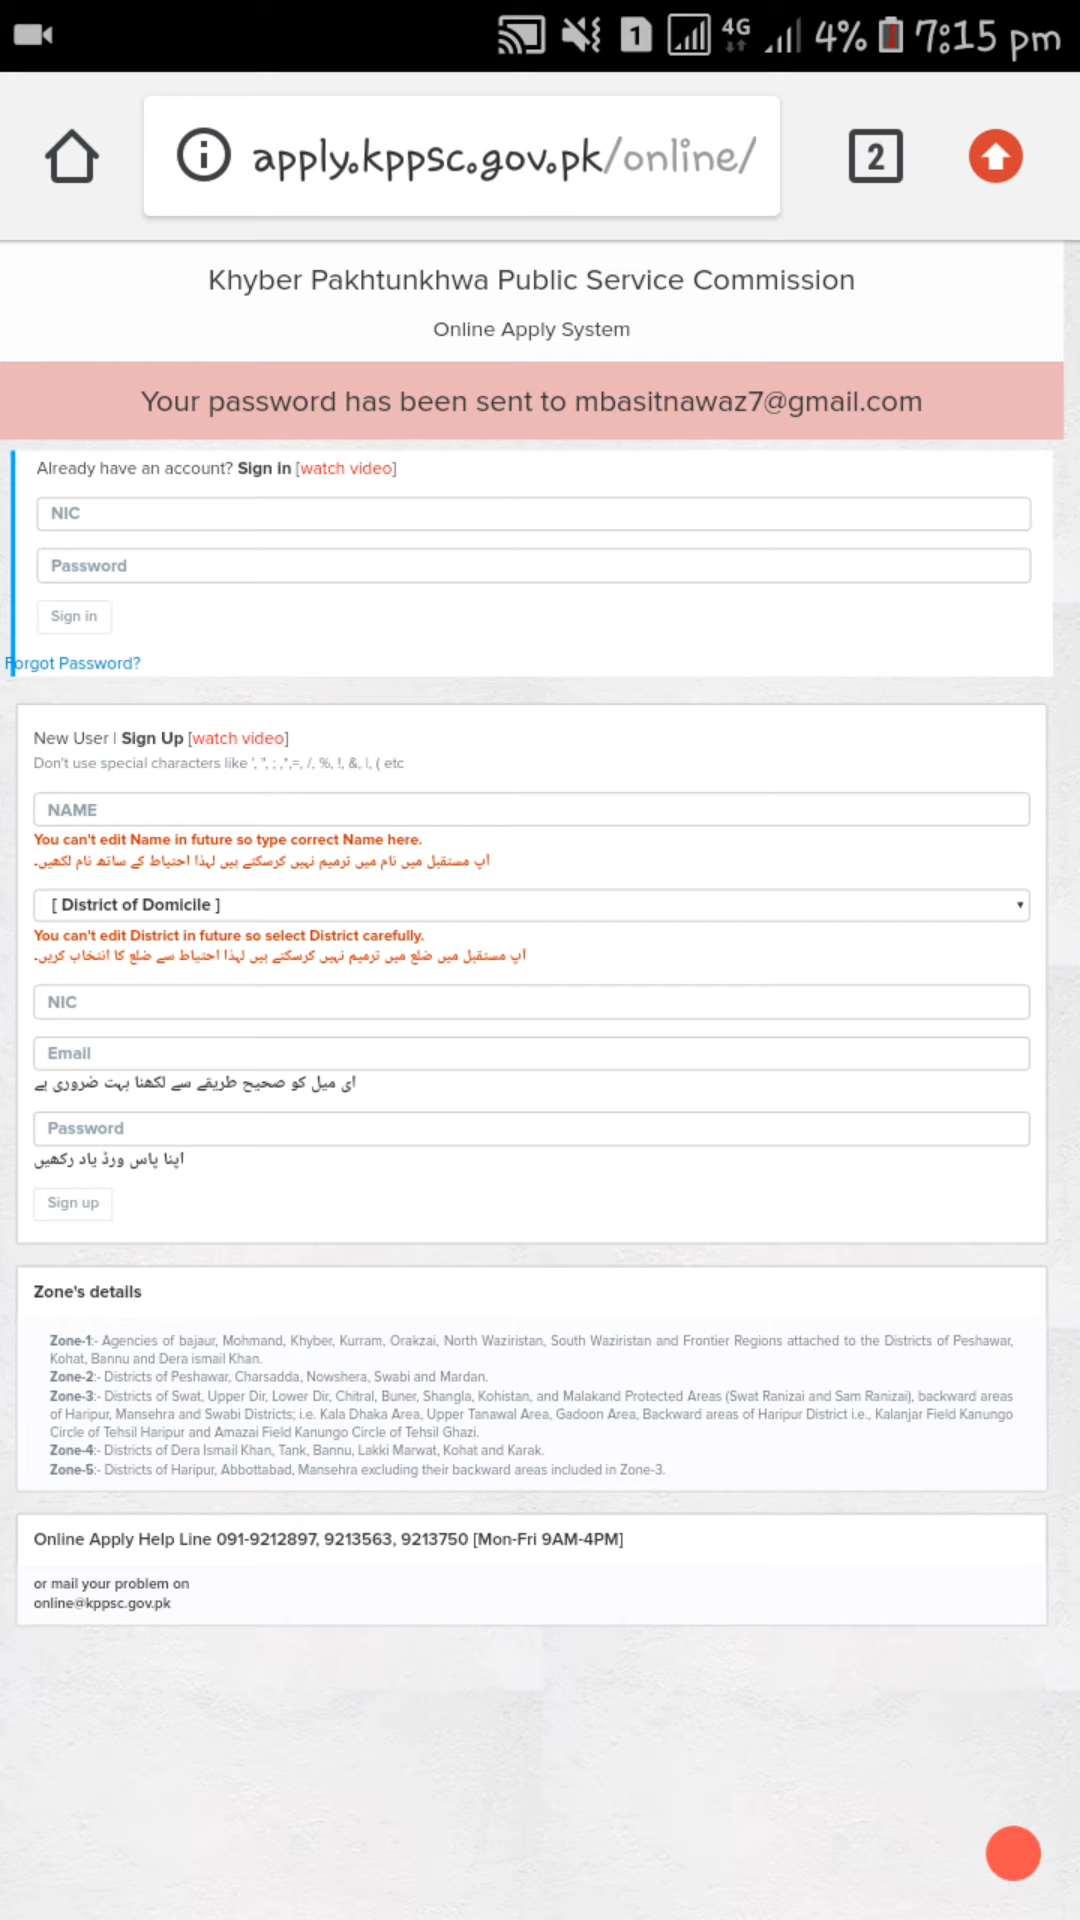 1 4G 4% 7:15 pm
apply.kppsc.gov.pk/online/ 2
Khyber Pakhtunkhwa Public Service Commission
Online Apply System
Your password has been sent to mbasitnawaz7@gmail.com
Already have an account? Sign in [watch video]
NIC
Password
Sign in
Forgot Password?
New User | Sign Up [watch video]
Don't use special characters like ', ", ; ,*,=, /, %, !, &, |, ( etc
NAME
You can't edit Name in future so type correct Name here.
آپ مستقبل میں نام میں ترمیم نہیں کرسکتے ہیں لہذا احتیاط کے ساتھ نام لکھیں۔
[ District of Domicile ]
You can't edit District in future so select District carefully.
آپ مستقبل میں ضلع میں ترمیم نہیں کرسکتے ہیں لہذا احتیاط سے ضلع کا انتخاب کریں۔
NIC
Email
ای میل کو صحیح طریقے سے لکھنا بہت ضروری ہے
Password
اپنا پاس ورڈ یاد رکھیں
Sign up
Zone's details
Zone-1:- Agencies of bajaur, Mohmand, Khyber, Kurram, Orakzai, North Waziristan, South Waziristan and Frontier Regions attached to the Districts of Peshawar,
Kohat, Bannu and Dera ismail Khan.
Zone-2:- Districts of Peshawar, Charsadda, Nowshera, Swabi and Mardan.
Zone-3:- Districts of Swat, Upper Dir, Lower Dir, Chitral, Buner, Shangla, Kohistan, and Malakand Protected Areas (Swat Ranizai and Sam Ranizai), backward areas
of Haripur, Mansehra and Swabi Districts; i.e. Kala Dhaka Area, Upper Tanawal Area, Gadoon Area, Backward areas of Haripur District i.e., Kalanjar Field Kanungo
Circle of Tehsil Haripur and Amazai Field Kanungo Circle of Tehsil Ghazi.
Zone-4:- Districts of Dera Ismail Khan, Tank, Bannu, Lakki Marwat, Kohat and Karak.
Zone-5:- Districts of Haripur, Abbottabad, Mansehra excluding their backward areas included in Zone-3.
Online Apply Help Line 091-9212897, 9213563, 9213750 [Mon-Fri 9AM-4PM]
or mail your problem on
online@kppsc.gov.pk